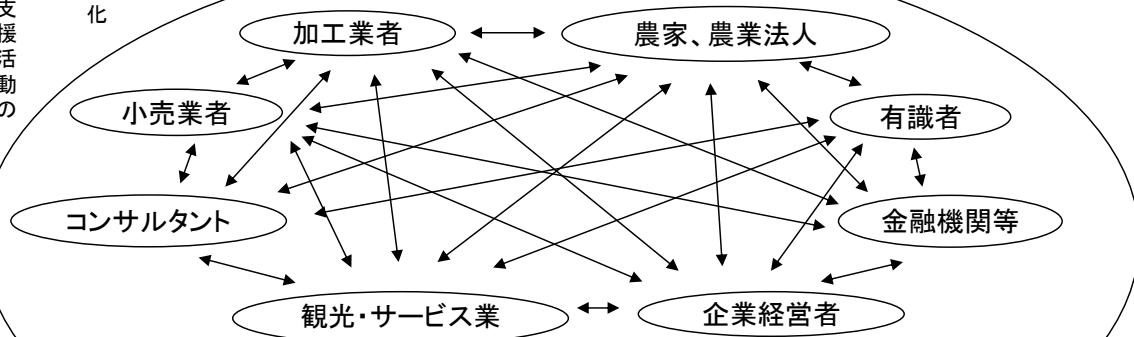 支援活動の
化
加工業者
農家、農業法人
小売業者
有識者
コンサルタント
金融機関等
観光・サービス業
企業経営者